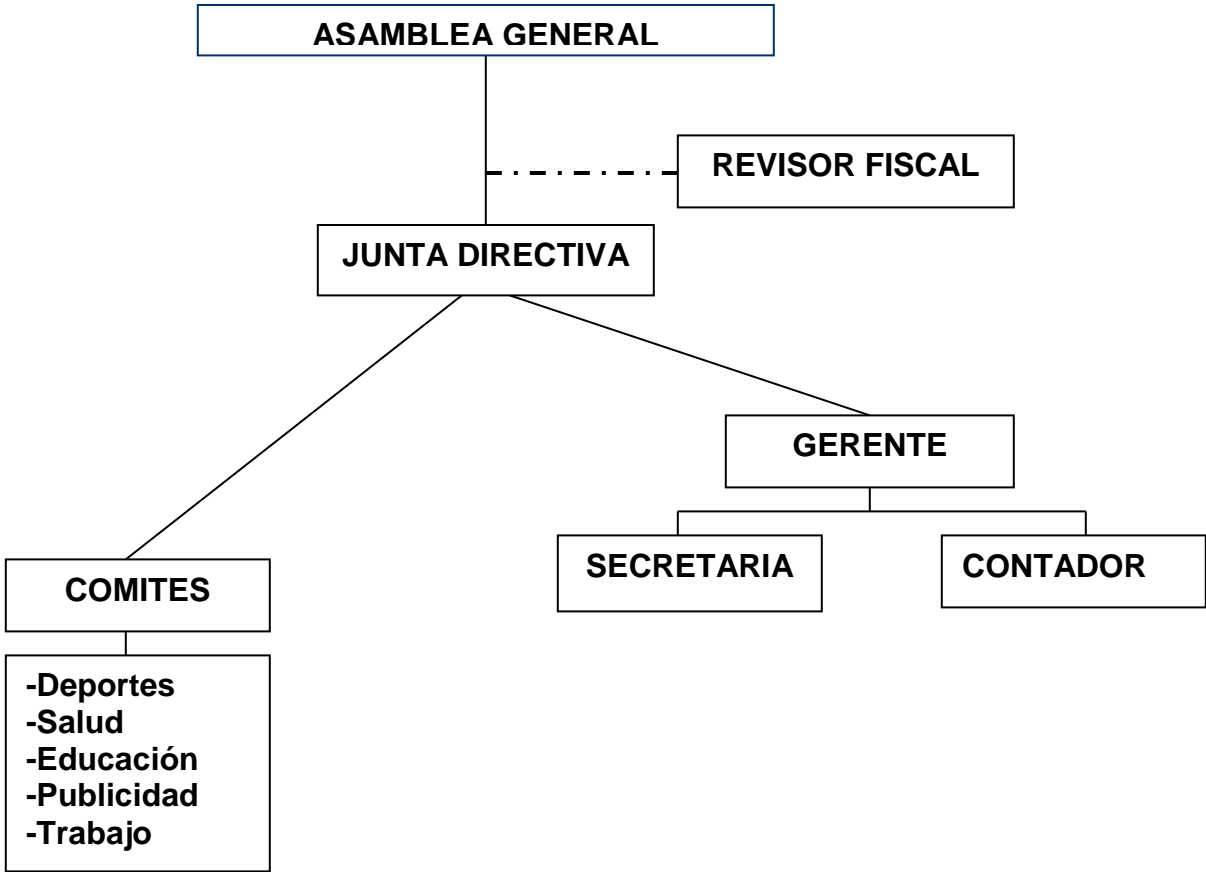 ASAMBLEA GENERAL
REVISOR FISCAL
JUNTA DIRECTIVA
GERENTE
SECRETARIA
CONTADOR
COMITES
-Deportes
-Salud
-Educación
-Publicidad
-Trabajo